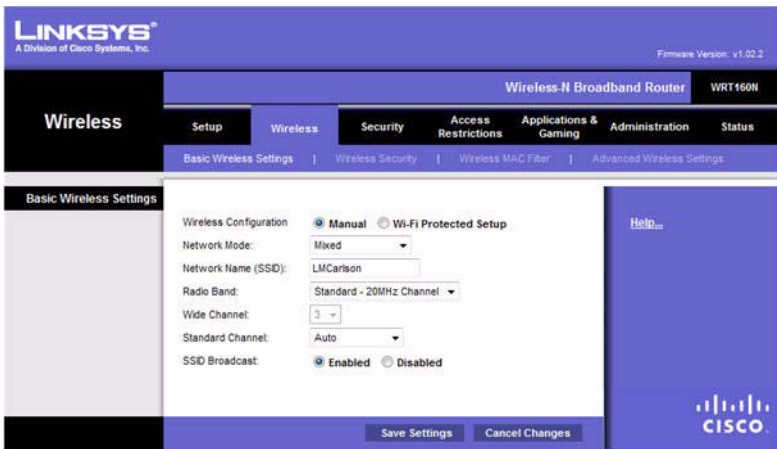 LINKSYS®
A Division of Cisco Systems, Inc.
Firmware Version: v1.02.2
Wireless-N Broadband Router WRT160N
Wireless
Setup Wireless Security Access Restrictions Applications & Gaming Administration Status
Basic Wireless Settings | Wireless Security | Wireless MAC Filter | Advanced Wireless Settings
Basic Wireless Settings
Help...
Wireless Configuration Manual Wi-Fi Protected Setup
Network Mode: Mixed
Network Name (SSID): LMCarlson
Radio Band: Standard - 20MHz Channel
Wide Channel: 3
Standard Channel: Auto
SSID Broadcast: Enabled Disabled
Save Settings Cancel Changes
CISCO.